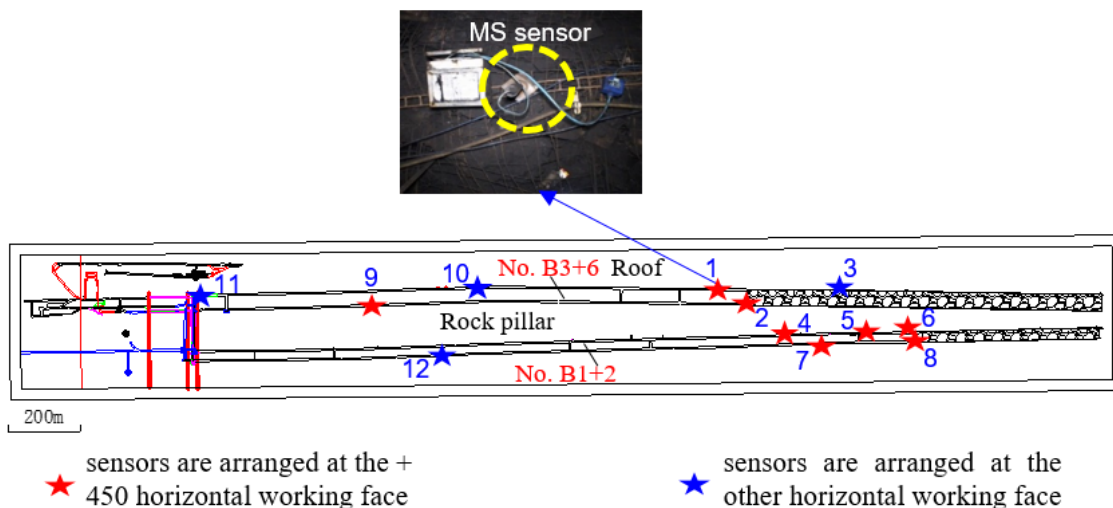 MS sensor
No. B3+6 Roof
1
3
9
10
11
Rock pillar
2
4
5
6
7
8
12
No. B1+2
200m
sensors are arranged at the +
450 horizontal working face
sensors are arranged at the
other horizontal working face